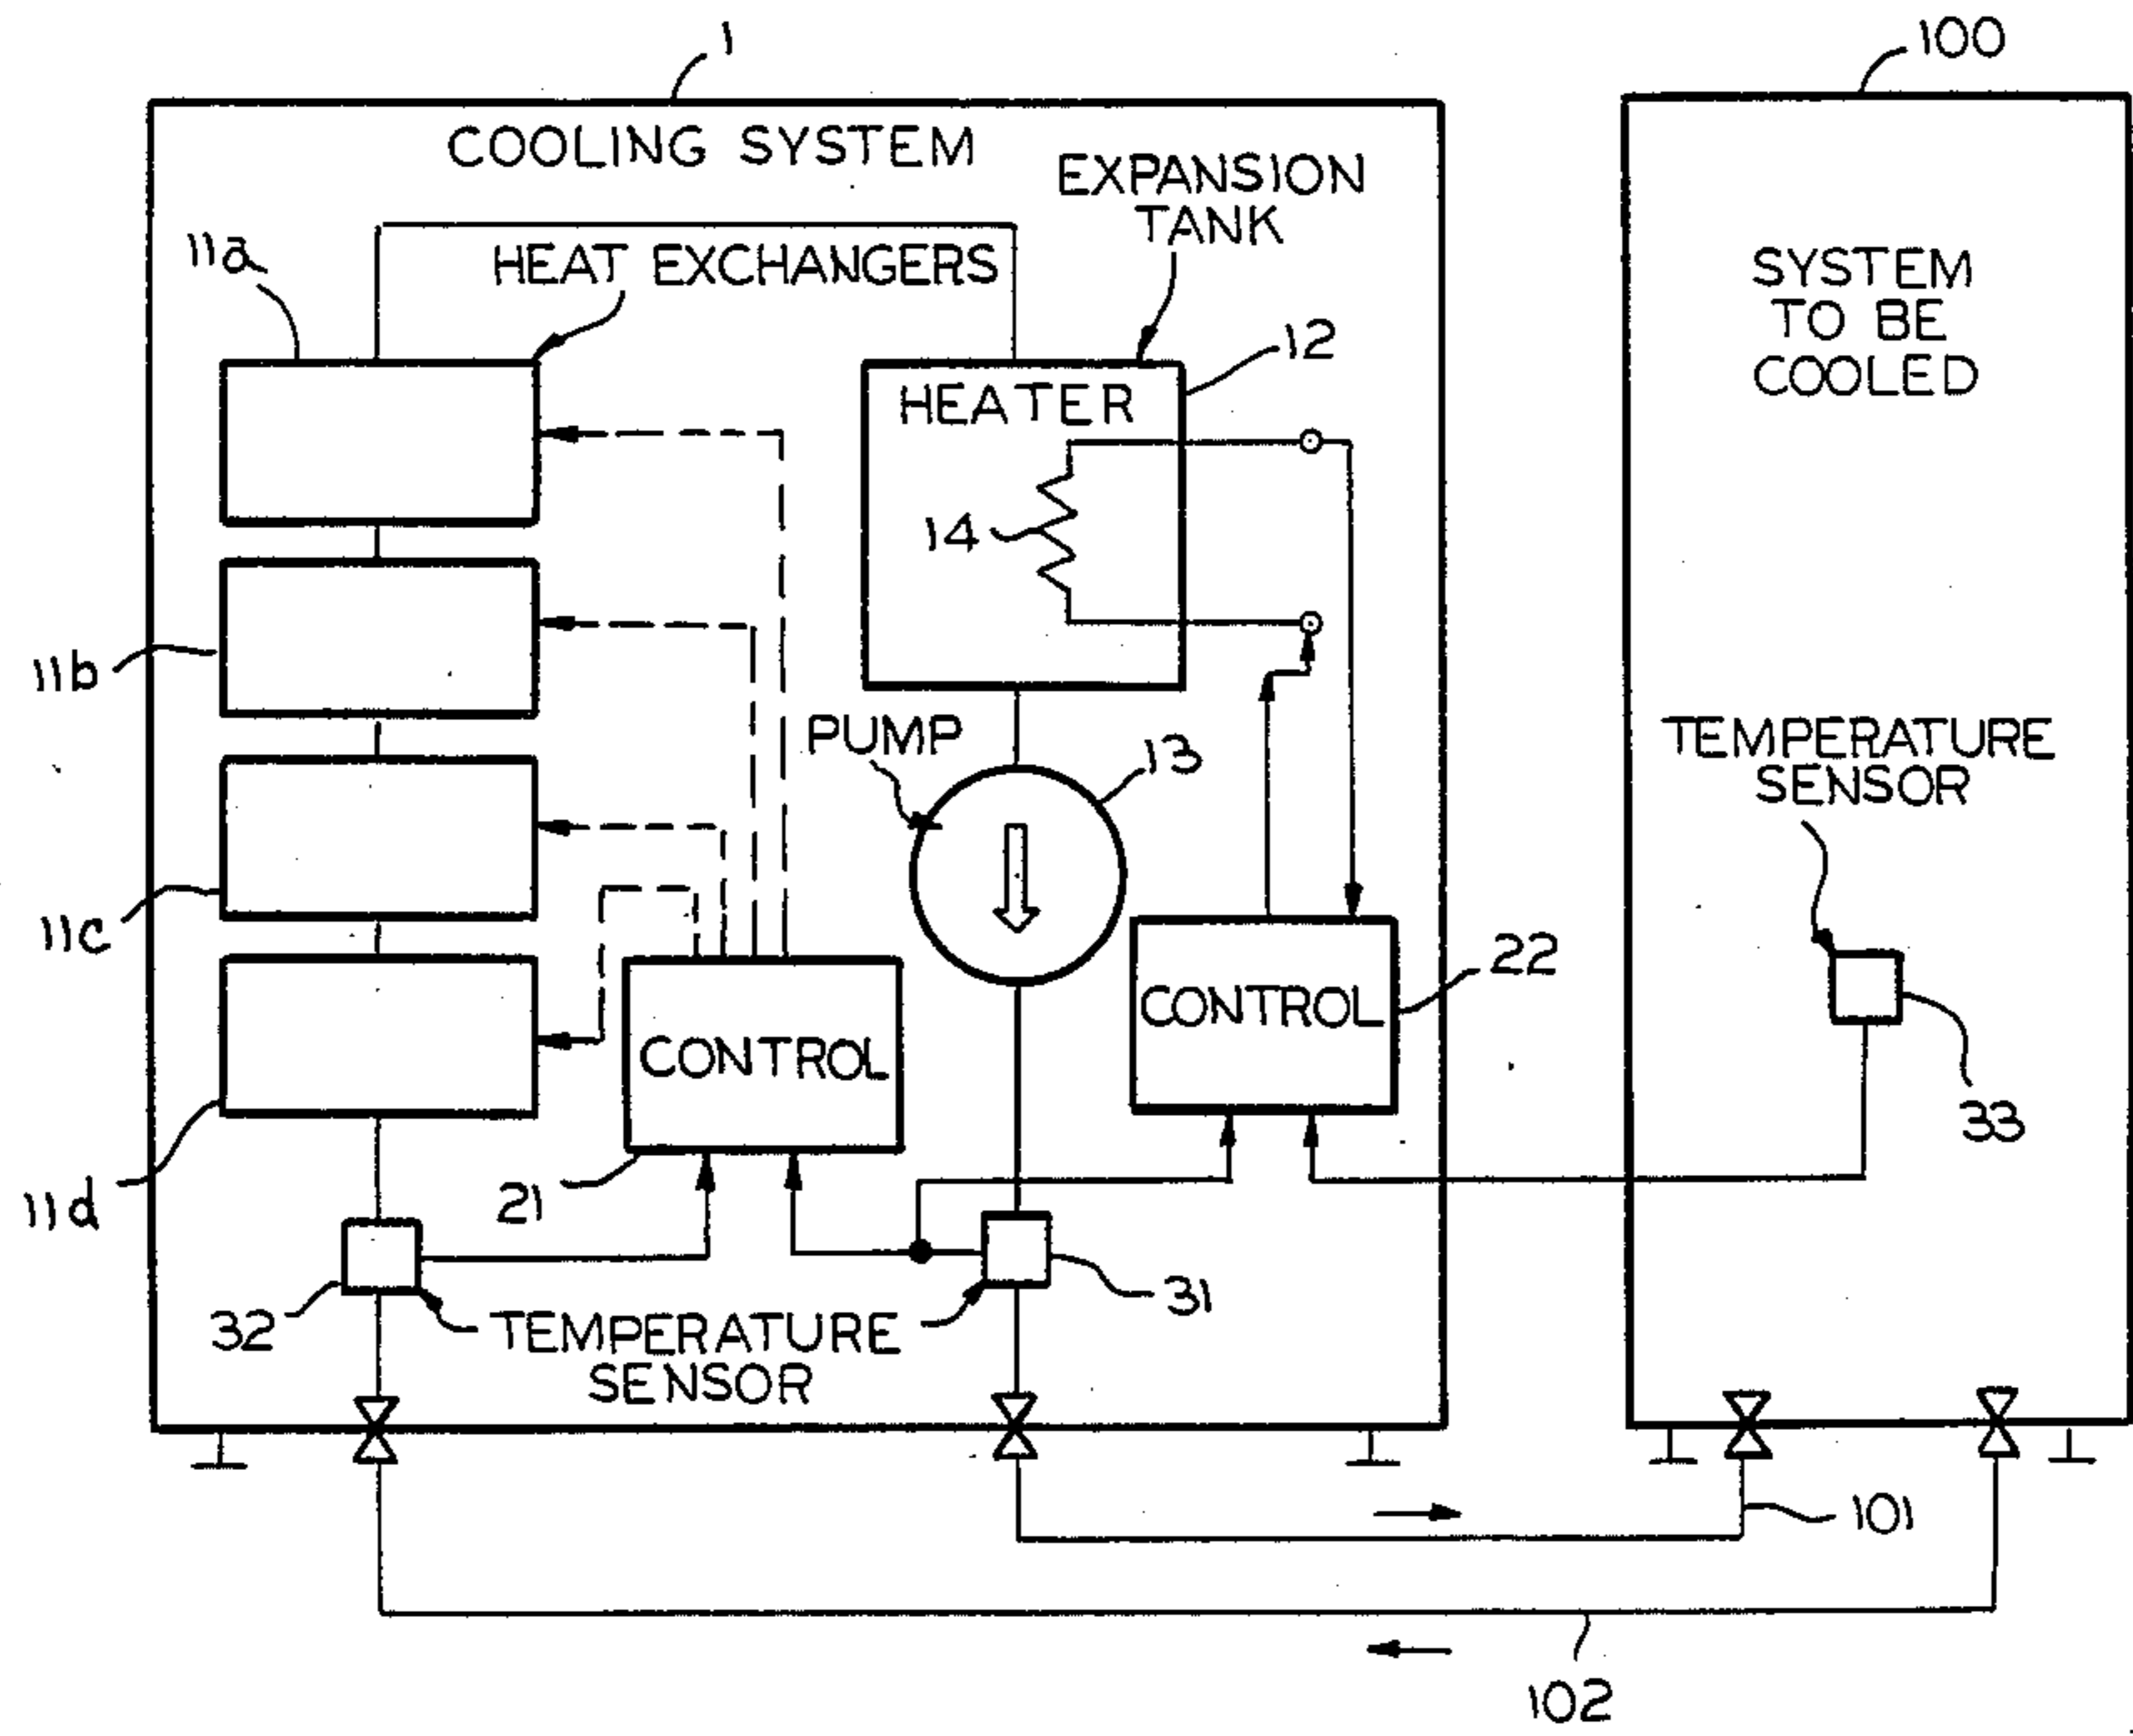 1
100
COOLING SYSTEM
EXPANSION
TANK
11a
HEAT EXCHANGERS
SYSTEM
TO BE
COOLED
12
HEATER
14
11b
PUMP
13
TEMPERATURE
SENSOR
11c
22
CONTROL
CONTROL
33
11d
21
32
31
TEMPERATURE
SENSOR
101
102